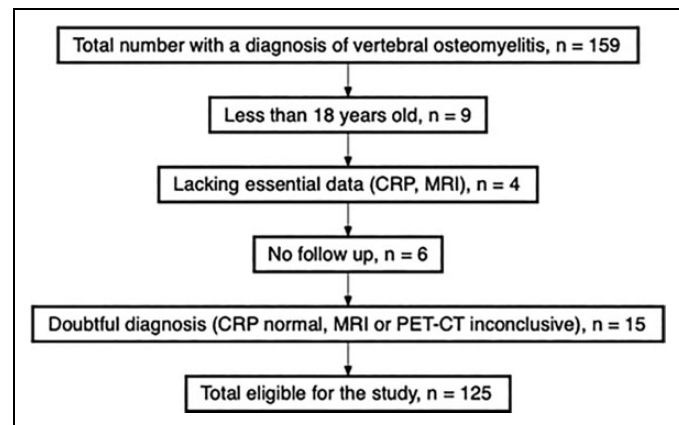 Total number with a diagnosis of vertebral osteomyelitis, n = 159
Less than 18 years old, n = 9
Lacking essential data (CRP, MRI), n = 4
No follow up, n = 6
Doubtful diagnosis (CRP normal, MRI or PET-CT inconclusive), n = 15
Total eligible for the study, n = 125